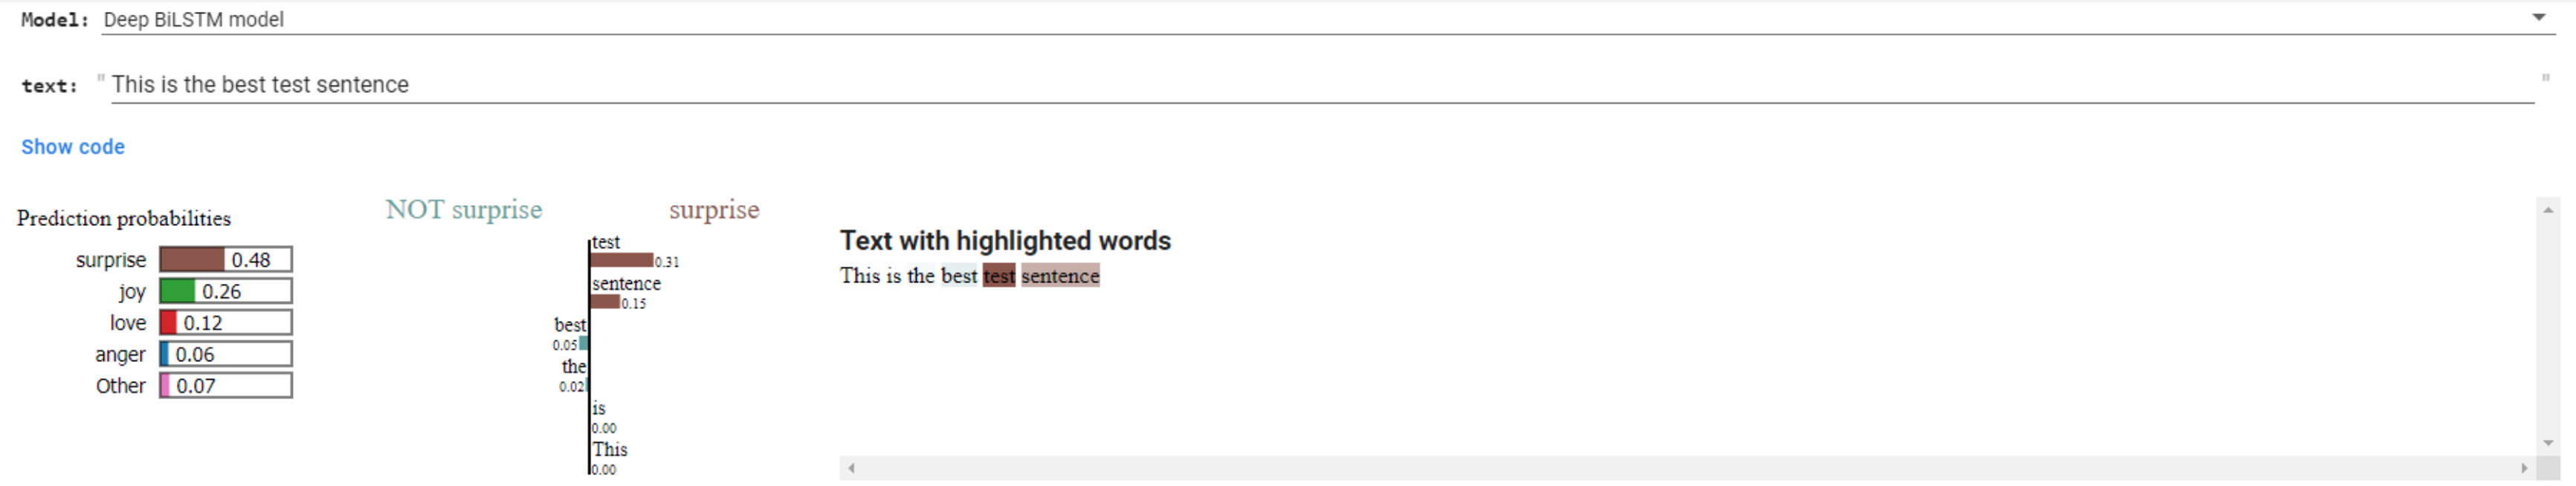 Model: Deep BiLSTM model
text: " This is the best test sentence "
Show code
Prediction probabilities
surprise 0.48
joy 0.26
love 0.12
anger 0.06
Other 0.07
NOT surprise surprise
test
0.31
sentence
0.15
best
0.05
the
0.02
is
0.00
This
0.00
Text with highlighted words
This is the best test sentence